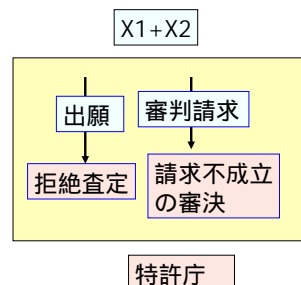 X1+X2
出願
審判請求
拒絶査定
請求不成立
の審決
特許庁